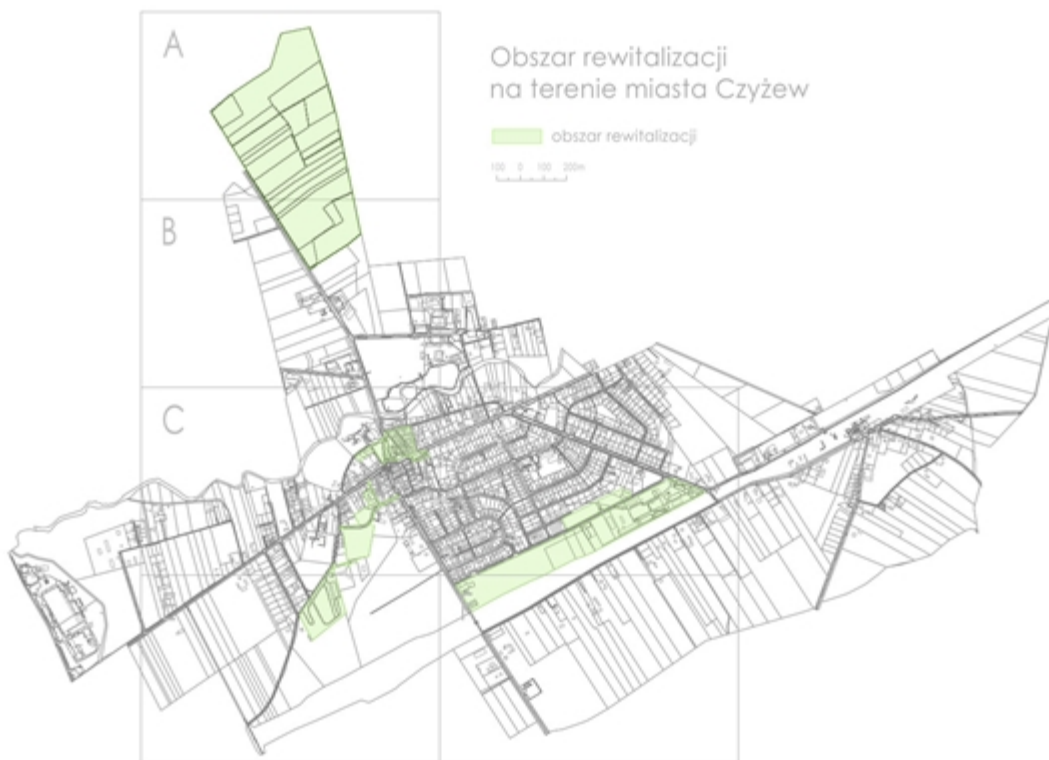 A
Obszar rewitalizacji
na terenie miasta Czyżew
obszar rewitalizacji
100 0 100 200m
B
C